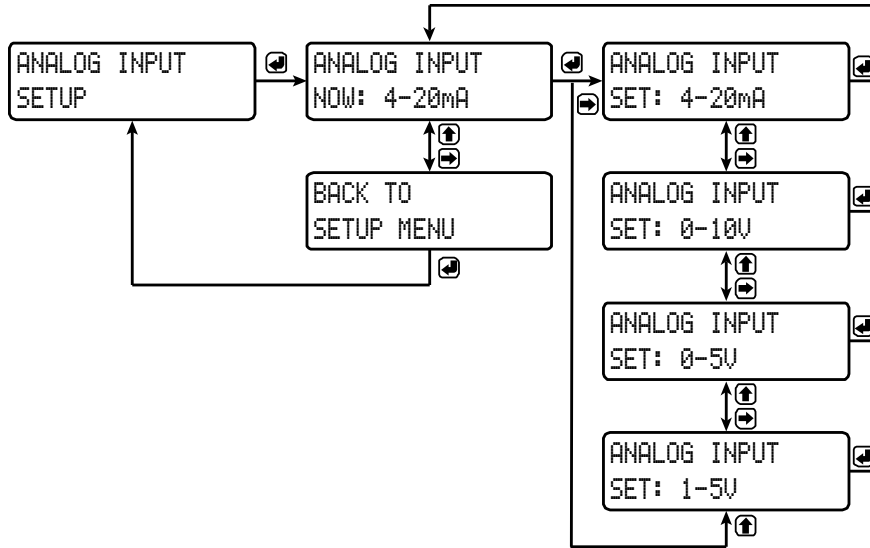 ANALOG INPUT
SETUP
ANALOG INPUT
NOW: 4-20mA
BACK TO
SETUP MENU
ANALOG INPUT
SET: 4-20mA
ANALOG INPUT
SET: 0-10V
ANALOG INPUT
SET: 0-5V
ANALOG INPUT
SET: 1-5V